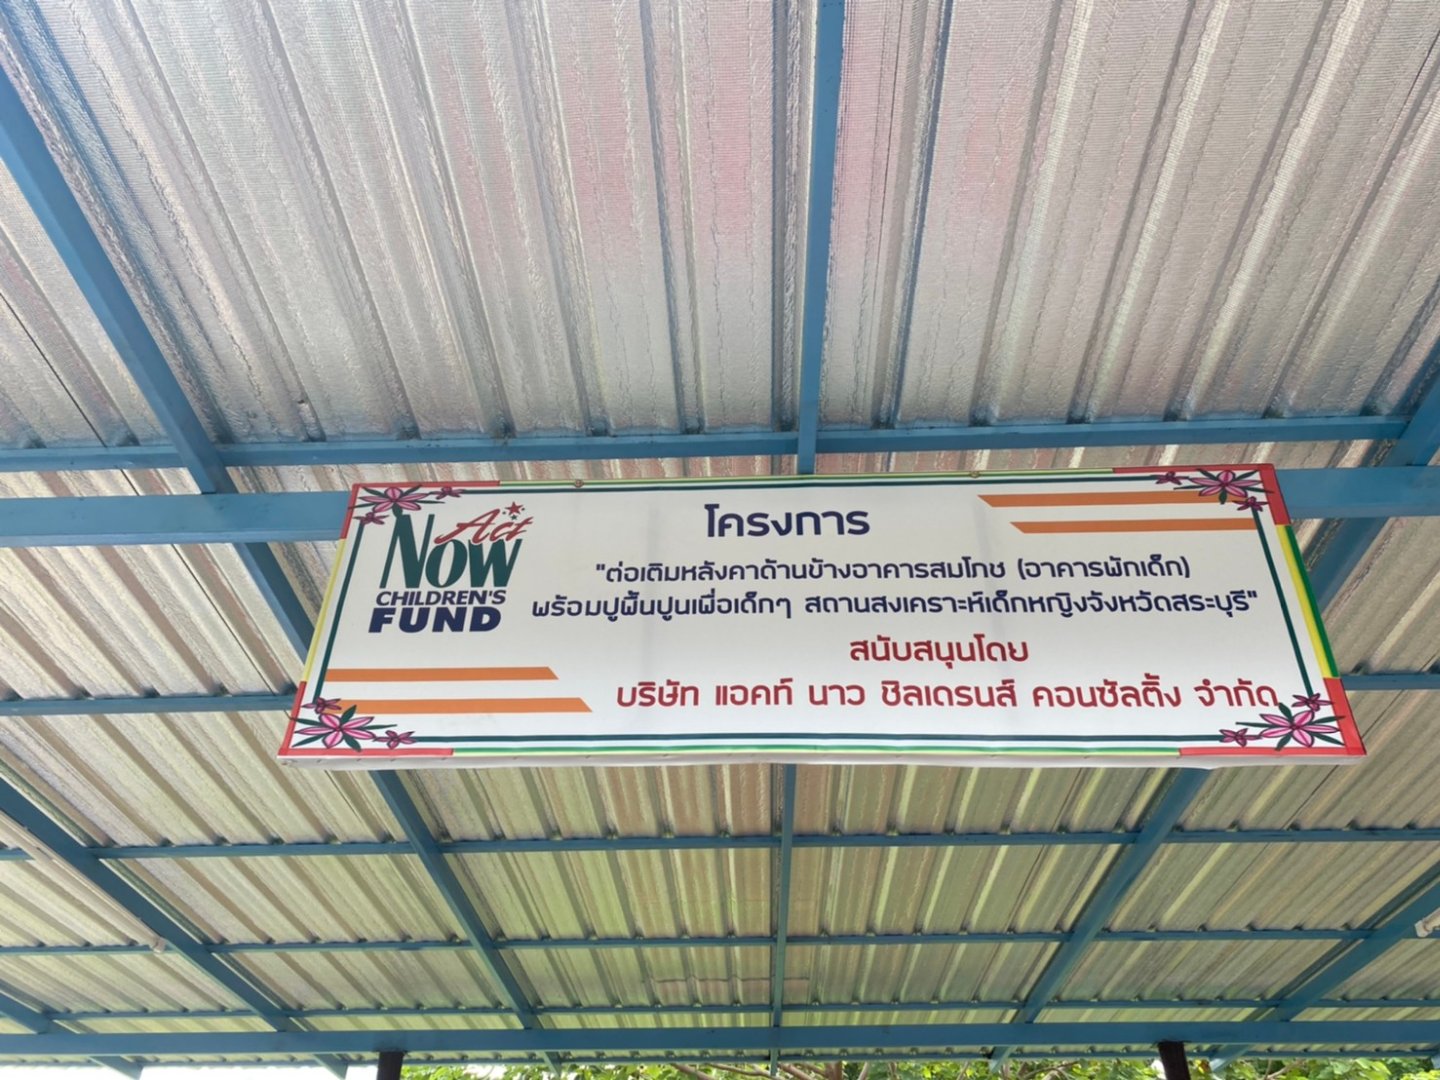 Act
NOW
CHILDREN'S
FUND
โครงการ
"ต่อเติมหลังคาด้านข้างอาคารสมโภช (อาคารพักเด็ก)
พร้อมปูพื้นปูนเพื่อเด็กๆ สถานสงเคราะห์เด็กหญิงจังหวัดสระบุรี"
สนับสนุนโดย
บริษัท แอคท์ นาว ชิลเดรนส์ คอนซัลติ้ง จำกัด